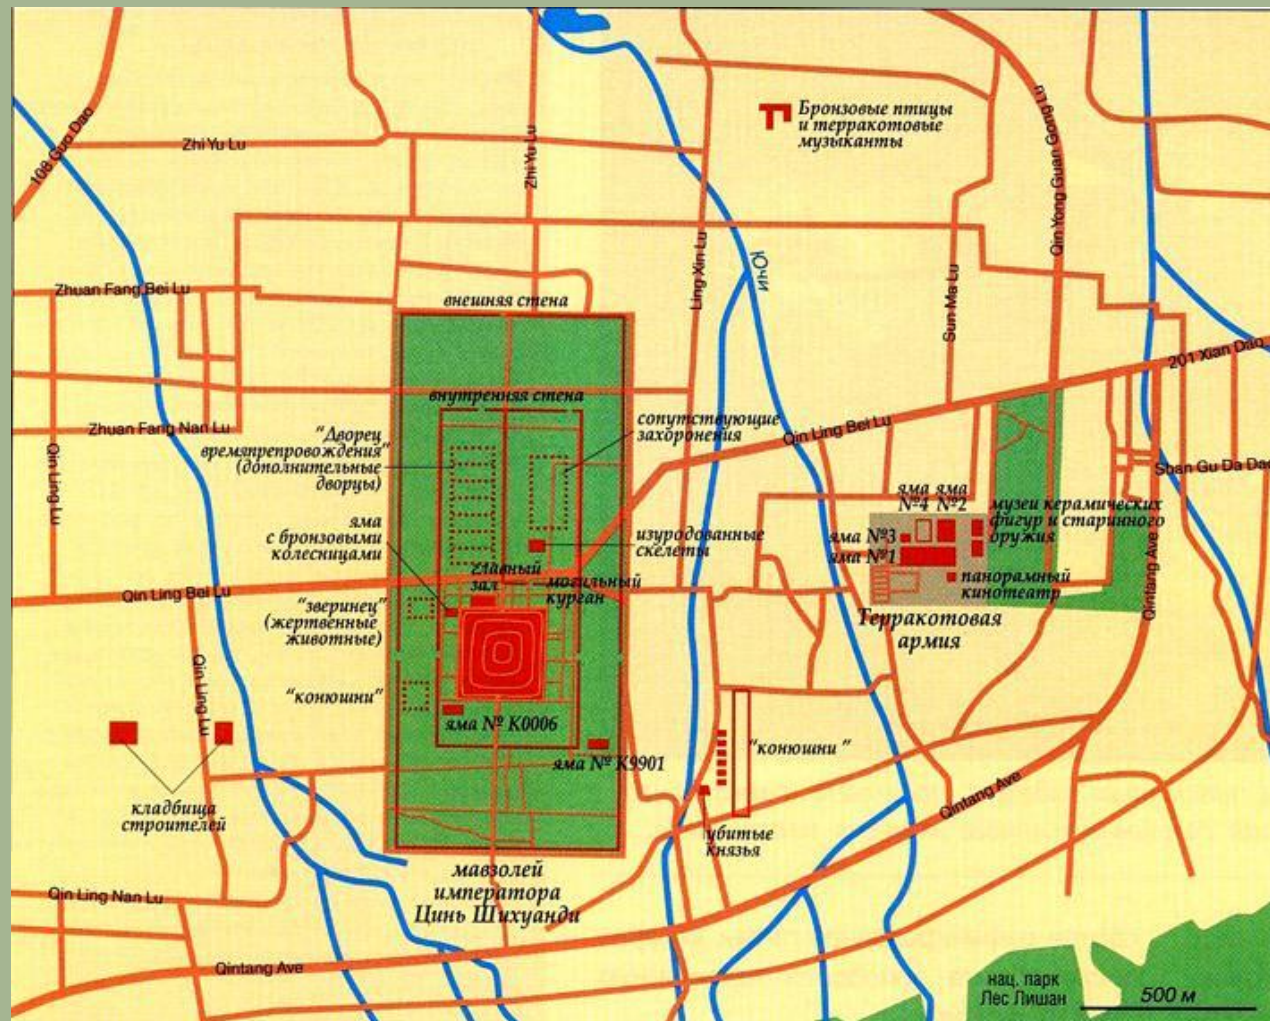 108 Guo Dao
Zhi Yu Lu
Zhi Yu Lu
Бронзовые птицы
и терракотовые
музыканты
Qin Yong Guan Gong Lu
Ling Xin Lu
Ючи
Sun Ma Lu
Zhuan Fang Bei Lu
внешняя стена
201 Xian Dao
внутренняя стена
Zhuan Fang Nan Lu
Qin Ling Lu
"Дворец
времяпрепровождения"
(дополнительные
дворцы)
сопутствующие
захоронения
Qin Ling Bei Lu
Shan Gu Da Dao
яма
с бронзовыми
колесницами
изуродованные
скелеты
яма
№4
яма
№2
музеи керамических
фигур и старинного
оружия
яма №3
яма №1
панорамный
кинотеатр
Терракотовая
армия
Qintang Ave
Qin Ling Bei Lu
главный
зал
могильный
курган
"зверинец"
(жертвенные
животные)
"конюшни"
Qin Ling Lu
яма № К0006
яма № К9901
"конюшни "
убитые
князья
кладбища
строителей
Qintang Ave
мавзолей
императора
Цинь Шихуанди
Qin Ling Nan Lu
Qintang Ave
нац. парк
Лес Лишан
500 м